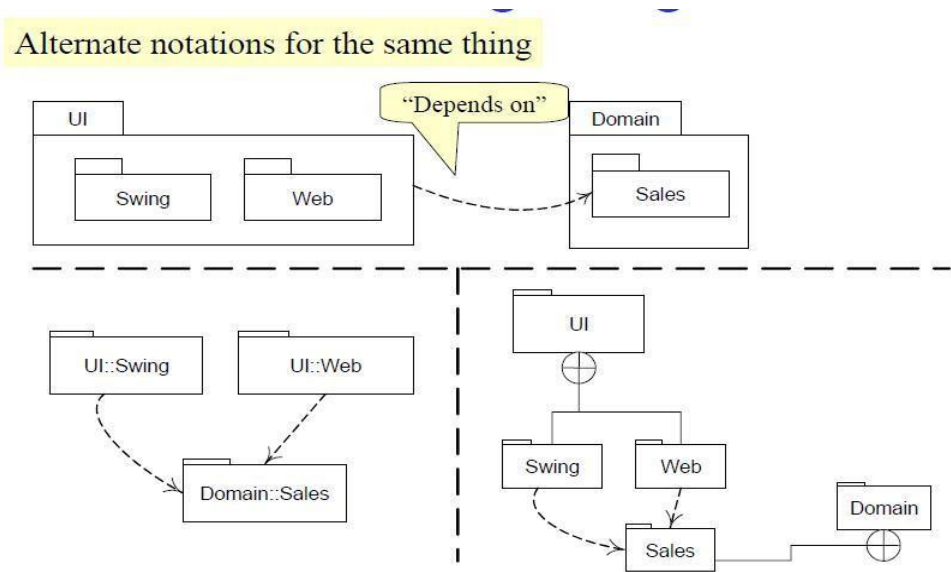 Alternate notations for the same thing
“Depends on”
UI
Domain
Swing
Web
Sales
UI::Swing
UI::Web
Domain::Sales
UI
Swing
Web
Domain
Sales